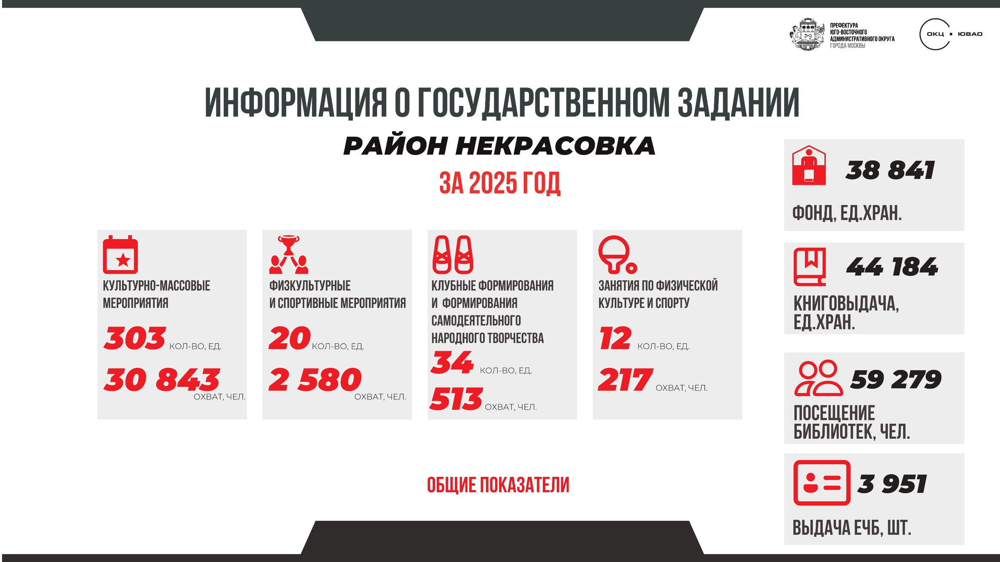 ПРЕФЕКТУРА
ЮГО-ВОСТОЧНОГО
АДМИНИСТРАТИВНОГО ОКРУГА
ГОРОДА МОСКВЫ
ОКЦ • ЮВАО
ИНФОРМАЦИЯ О ГОСУДАРСТВЕННОМ ЗАДАНИИ
РАЙОН НЕКРАСОВКА
ЗА 2025 ГОД
КУЛЬТУРНО-МАССОВЫЕ
МЕРОПРИЯТИЯ
303 КОЛ-ВО, ЕД.
30 843
ОХВАТ, ЧЕЛ.
ФИЗКУЛЬТУРНЫЕ
И СПОРТИВНЫЕ МЕРОПРИЯТИЯ
20 КОЛ-ВО, ЕД.
2 580
ОХВАТ, ЧЕЛ.
КЛУБНЫЕ ФОРМИРОВАНИЯ
И ФОРМИРОВАНИЯ
САМОДЕЯТЕЛЬНОГО
НАРОДНОГО ТВОРЧЕСТВА
34 КОЛ-ВО, ЕД.
513 ОХВАТ, ЧЕЛ.
ЗАНЯТИЯ ПО ФИЗИЧЕСКОЙ
КУЛЬТУРЕ И СПОРТУ
12 КОЛ-ВО, ЕД.
217 ОХВАТ, ЧЕЛ.
38 841
ФОНД, ЕД.ХРАН.
44 184
КНИГОВЫДАЧА,
ЕД.ХРАН.
59 279
ПОСЕЩЕНИЕ
БИБЛИОТЕК, ЧЕЛ.
3 951
ВЫДАЧА ЕЧБ, ШТ.
ОБЩИЕ ПОКАЗАТЕЛИ